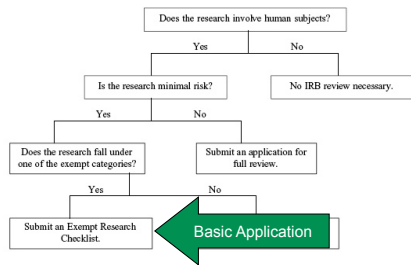 Does the research involve human subjects?
Yes
No
Is the research minimal risk?
No IRB review necessary.
Yes
No
Does the research fall under
one of the exempt categories?
Submit an application for
full review.
Yes
No
Submit an Exempt Research
Checklist.
Basic Application